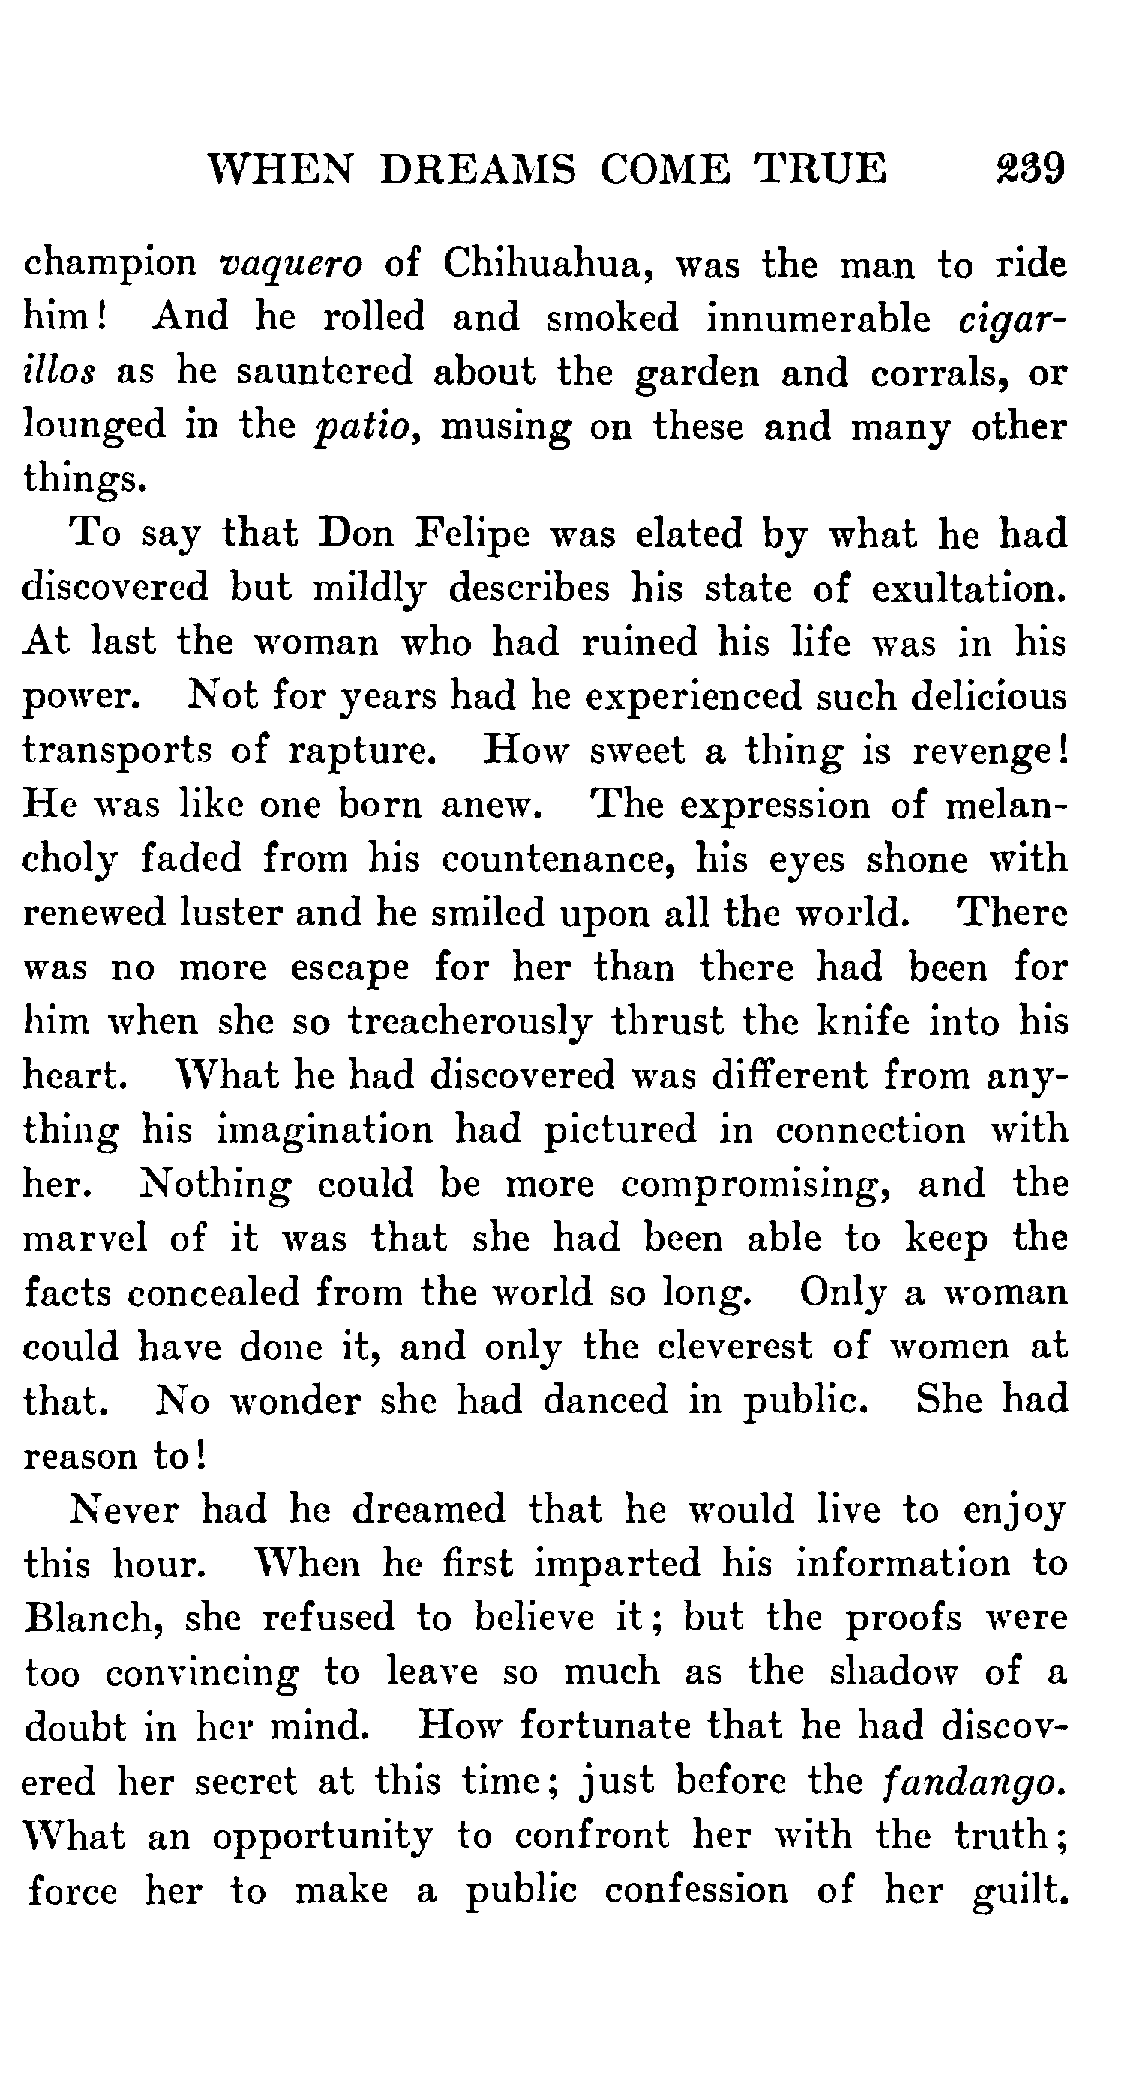 WHEN DREAMS COME TRUE 239
champion vaquero of Chihuahua, was the man to ride
him! And he rolled and smoked innumerable cigar-
illos as he sauntered about the garden and corrals, or
lounged in the patio, musing on these and many other
things.
To say that Don Felipe was elated by what he had
discovered but mildly describes his state of exultation.
At last the woman who had ruined his life was in his
power. Not for years had he experienced such delicious
transports of rapture. How sweet a thing is revenge!
He was like one born anew. The expression of melan-
choly faded from his countenance, his eyes shone with
renewed luster and he smiled upon all the world. There
was no more escape for her than there had been for
him when she so treacherously thrust the knife into his
heart. What he had discovered was different from any-
thing his imagination had pictured in connection with
her. Nothing could be more compromising, and the
marvel of it was that she had been able to keep the
facts concealed from the world so long. Only a woman
could have done it, and only the cleverest of women at
that. No wonder she had danced in public. She had
reason to!
Never had he dreamed that he would live to enjoy
this hour. When he first imparted his information to
Blanch, she refused to believe it; but the proofs were
too convincing to leave so much as the shadow of a
doubt in her mind. How fortunate that he had discov-
ered her secret at this time; just before the fandango.
What an opportunity to confront her with the truth;
force her to make a public confession of her guilt.